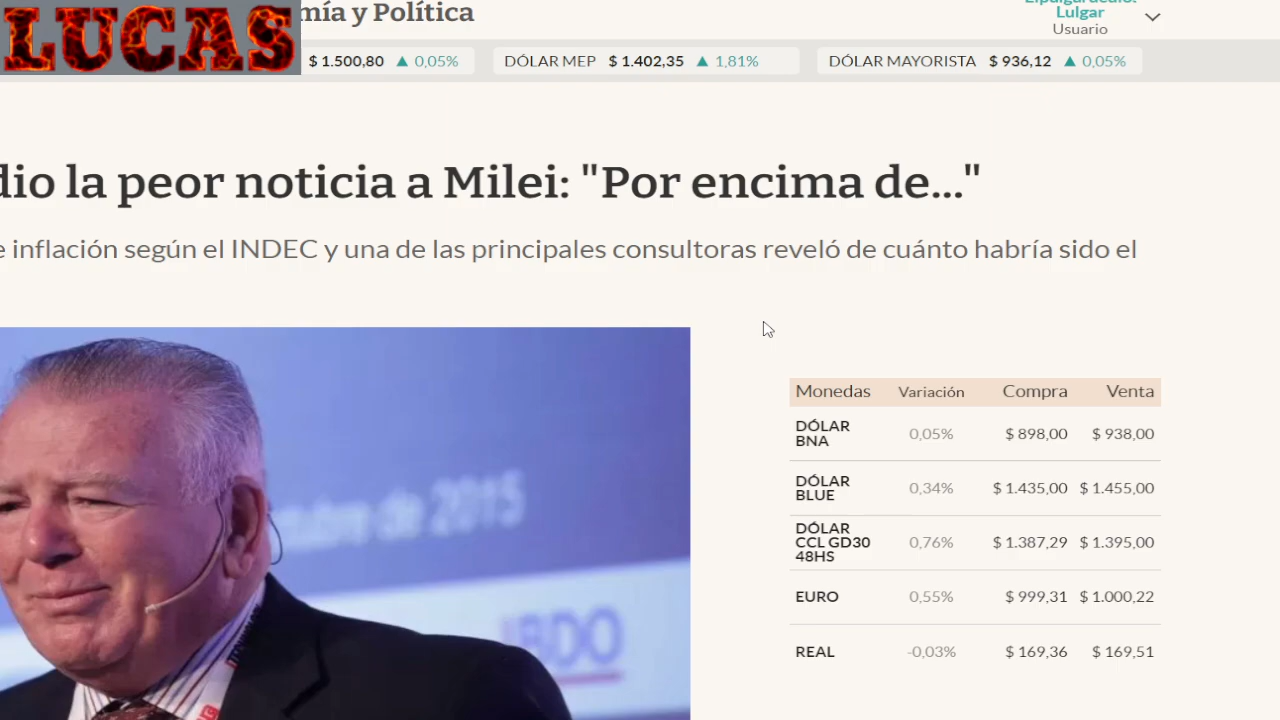 LUCAS
mía y Política
Elpulgardedio.
Lulgar
Usuario
$ 1.500,80 ▲ 0,05% DÓLAR MEP $ 1.402,35 ▲ 1,81% DÓLAR MAYORISTA $ 936,12 ▲ 0,05%
dio la peor noticia a Milei: "Por encima de..."
e inflación según el INDEC y una de las principales consultoras reveló de cuánto habría sido el
Monedas Variación Compra Venta
DÓLAR
BNA 0,05% $ 898,00 $ 938,00
DÓLAR
BLUE 0,34% $ 1.435,00 $ 1.455,00
DÓLAR
CCL GD30 0,76% $ 1.387,29 $ 1.395,00
48HS
EURO 0,55% $ 999,31 $ 1.000,22
REAL -0,03% $ 169,36 $ 169,51
ctubre de 2015
IBDO